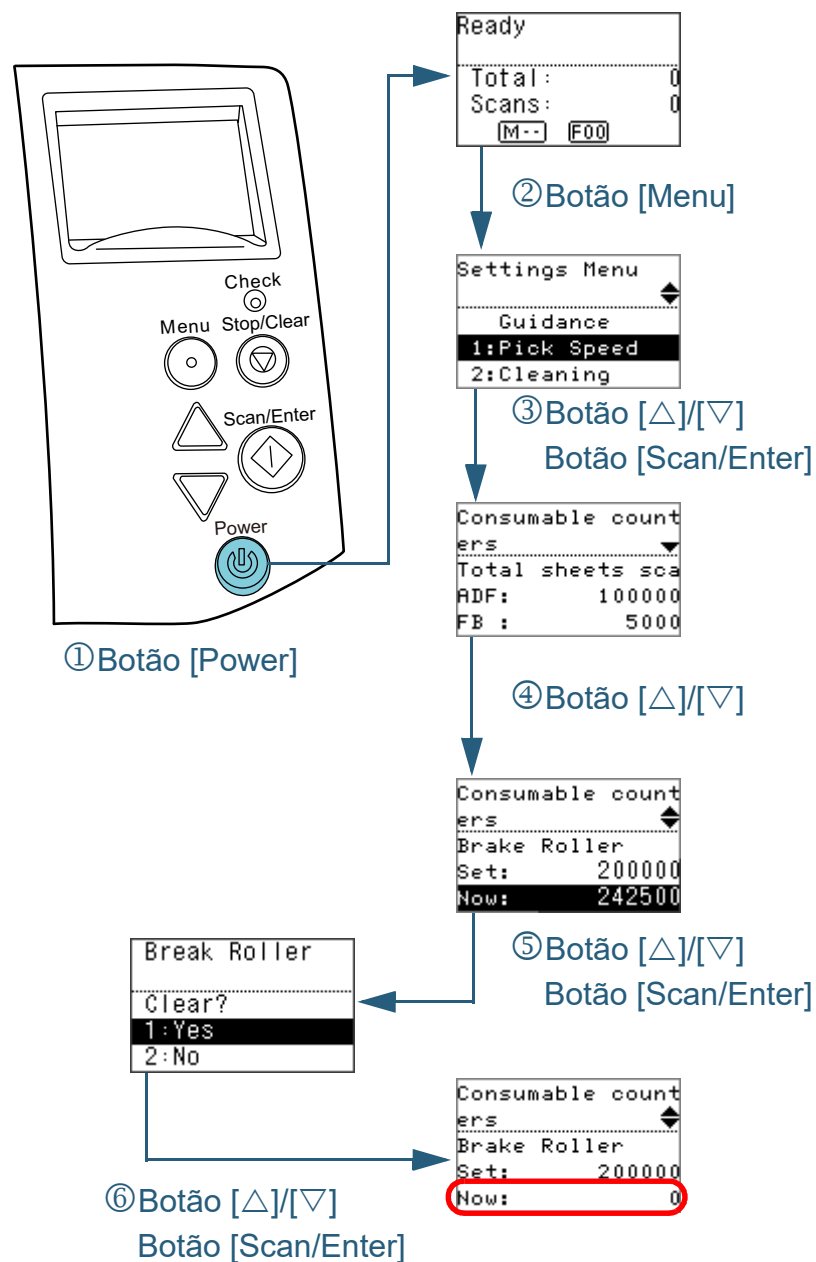 Check
Menu Stop/Clear
Scan/Enter
Power
①Botão [Power]
Ready
Total: 0
Scans: 0
M-- F00
②Botão [Menu]
Settings Menu
Guidance
1:Pick Speed
2:Cleaning
③Botão [△]/[▽]
Botão [Scan/Enter]
Consumable count
ers
Total sheets sca
ADF: 100000
FB : 5000
④Botão [△]/[▽]
Consumable count
ers
Brake Roller
Set: 200000
Now: 242500
⑤Botão [△]/[▽]
Botão [Scan/Enter]
Break Roller
Clear?
1:Yes
2:No
⑥Botão [△]/[▽]
Botão [Scan/Enter]
Consumable count
ers
Brake Roller
Set: 200000
Now: 0